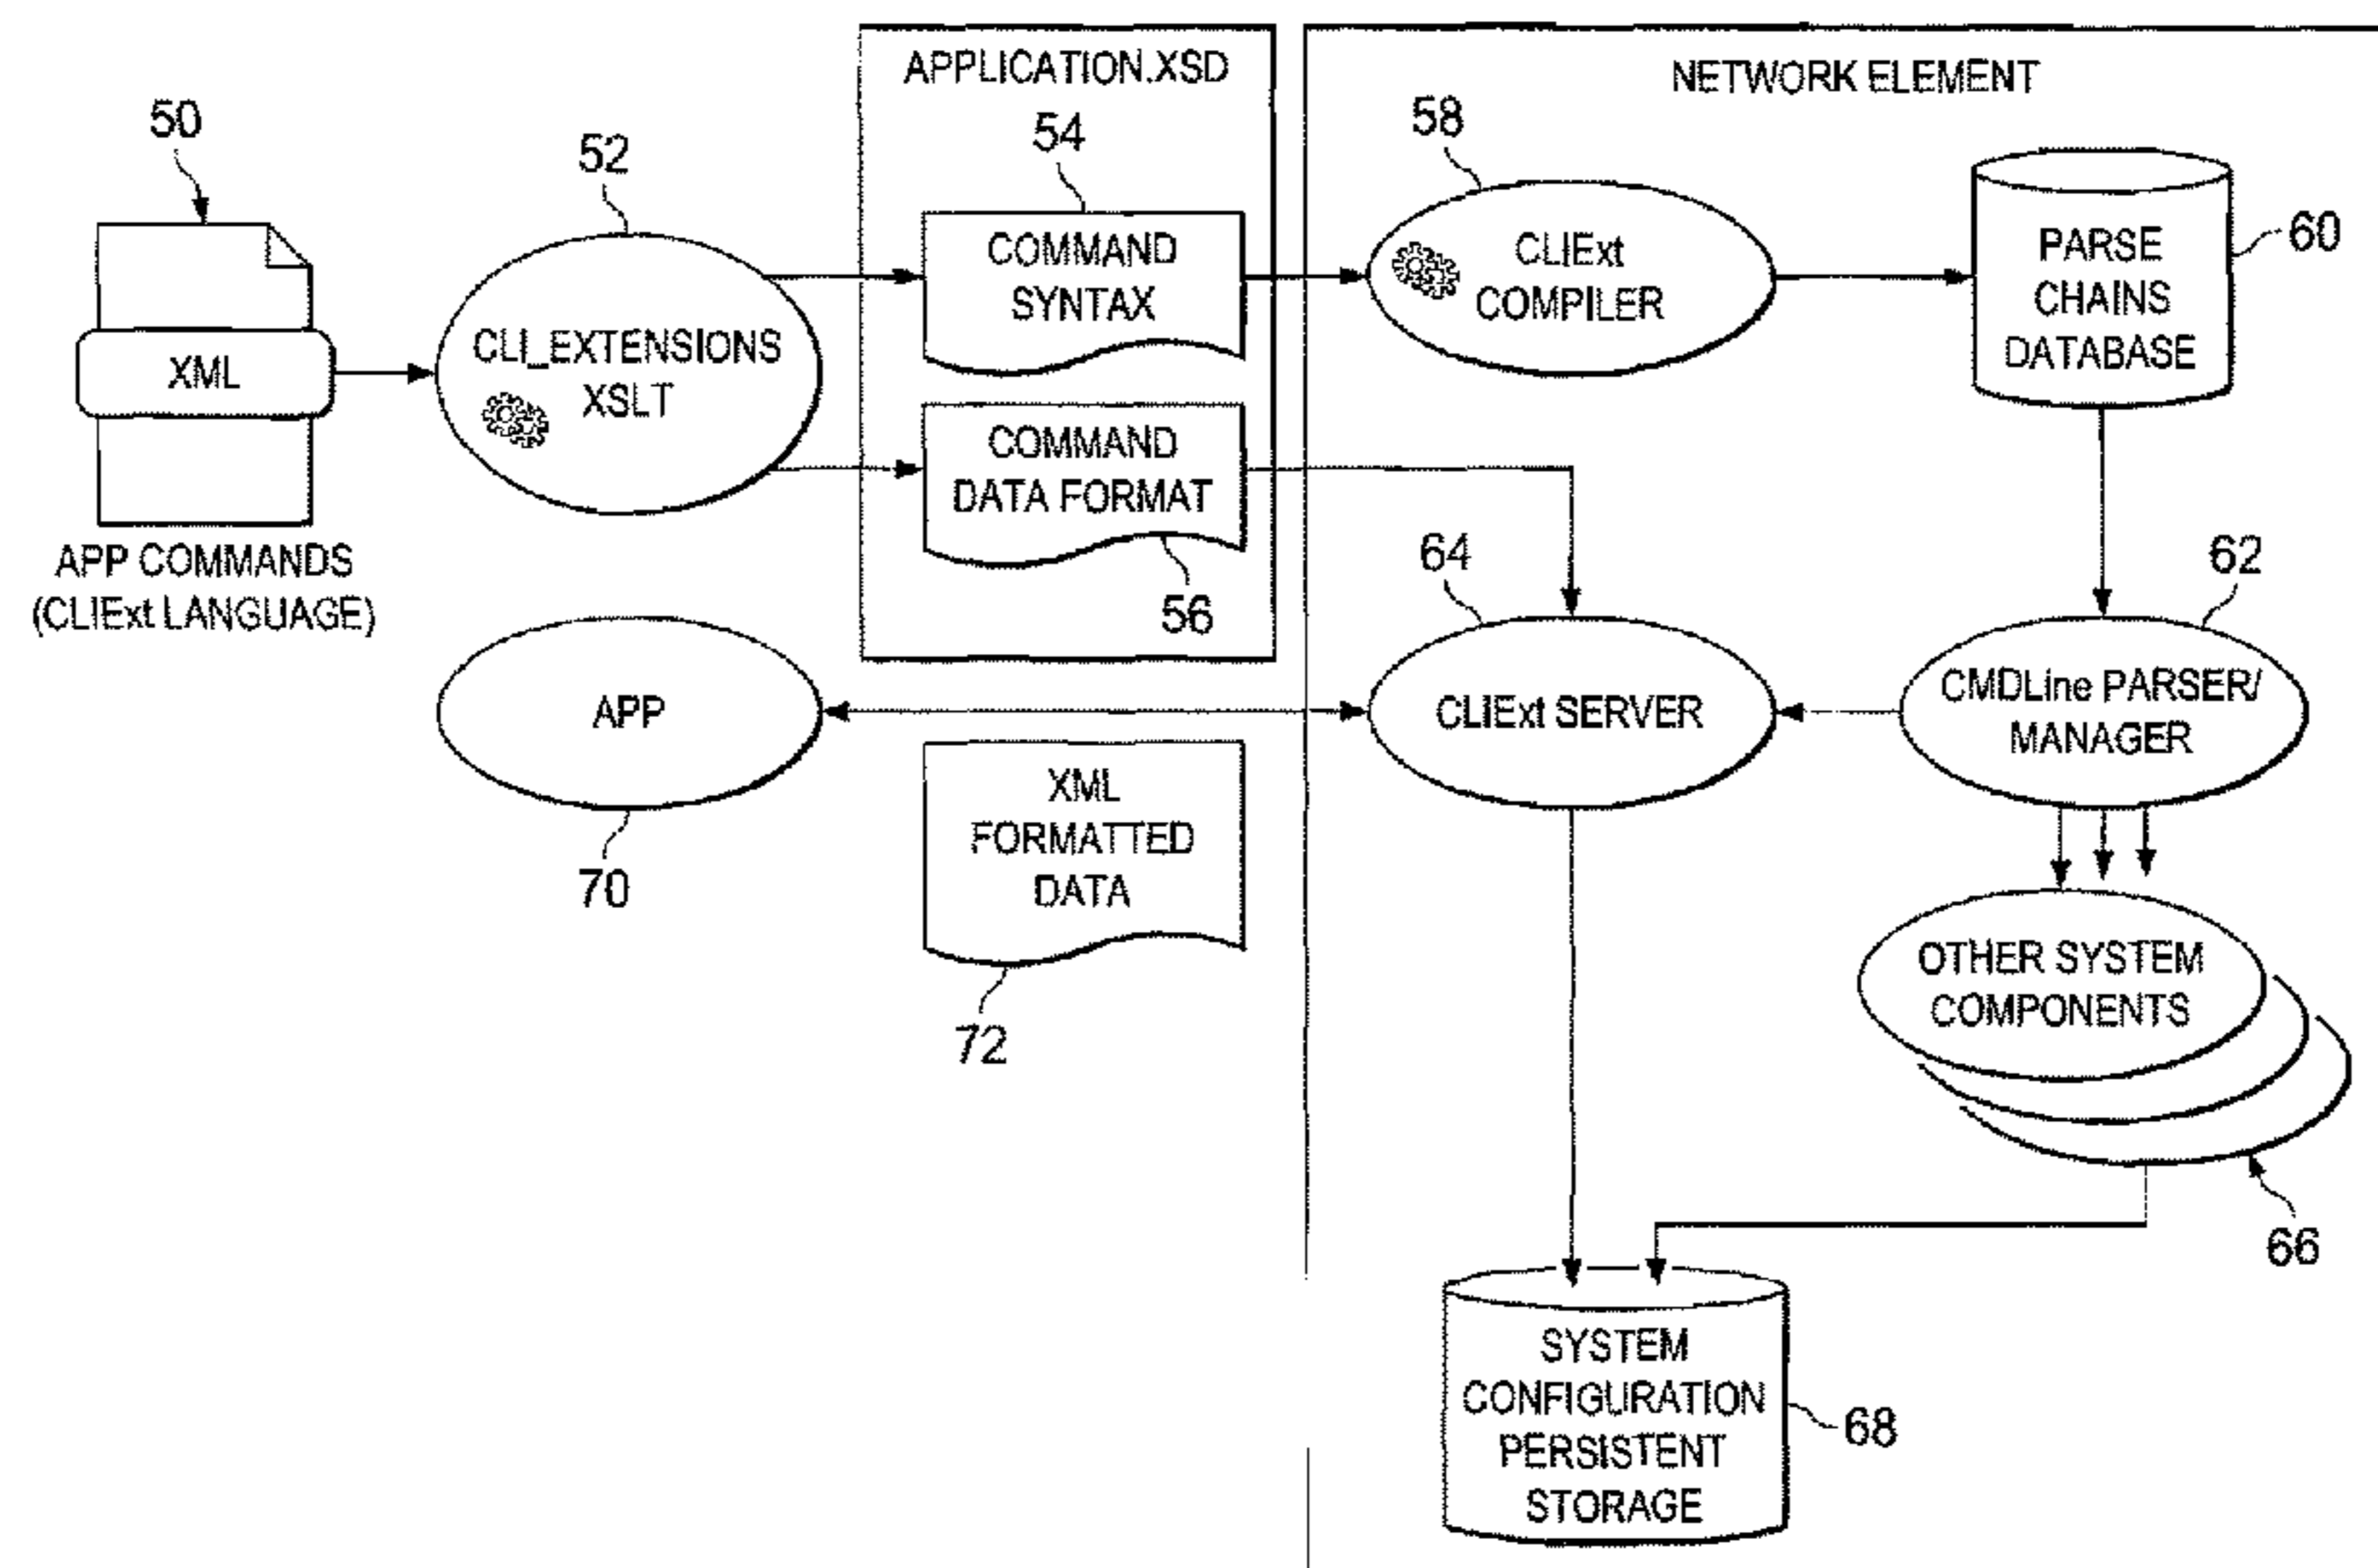 APPLICATION.XSD
NETWORK ELEMENT
50
52
54
58
60
XML
APP COMMANDS
(CLIExt LANGUAGE)
CLI_EXTENSIONS
XSLT
COMMAND
SYNTAX
COMMAND
DATA FORMAT
56
CLIExt
COMPILER
PARSE
CHAINS
DATABASE
64
62
APP
70
CLIExt SERVER
CMDLine PARSER/
MANAGER
XML
FORMATTED
DATA
72
OTHER SYSTEM
COMPONENTS
66
SYSTEM
CONFIGURATION
PERSISTENT
STORAGE
68